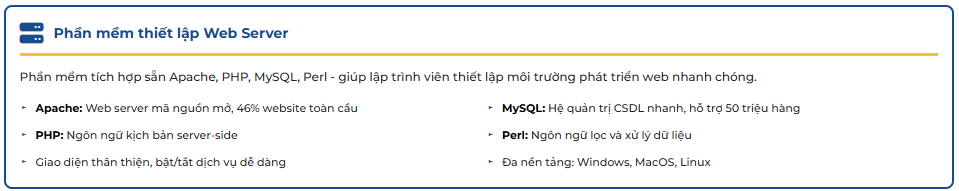 Phần mềm thiết lập Web Server
Phần mềm tích hợp sẵn Apache, PHP, MySQL, Perl - giúp lập trình viên thiết lập môi trường phát triển web nhanh chóng.
Apache: Web server mã nguồn mở, 46% website toàn cầu
MySQL: Hệ quản trị CSDL nhanh, hỗ trợ 50 triệu hàng
PHP: Ngôn ngữ kịch bản server-side
Perl: Ngôn ngữ lọc và xử lý dữ liệu
Giao diện thân thiện, bật/tắt dịch vụ dễ dàng
Đa nền tảng: Windows, MacOS, Linux